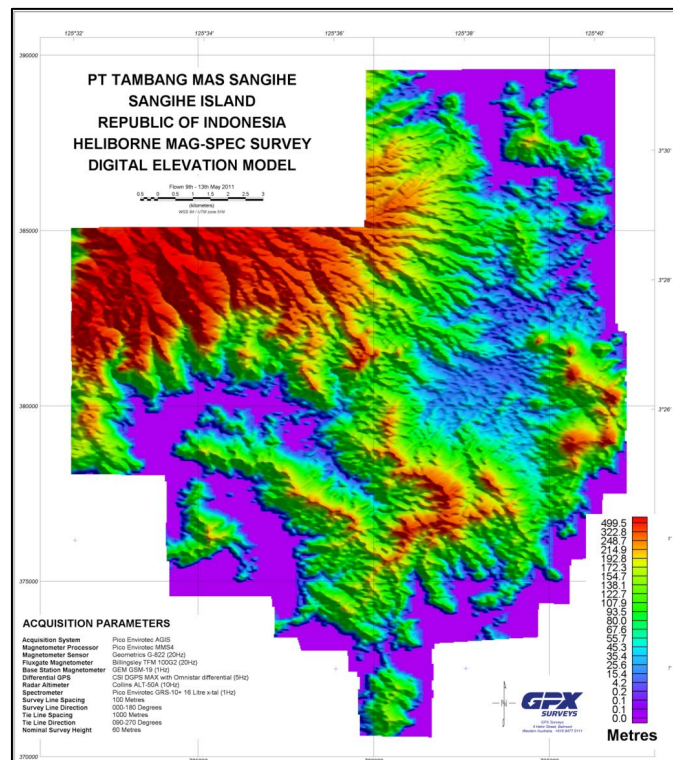 125°32' 125°34' 125°36' 125°38' 125°40'
390000
PT TAMBANG MAS SANGIHE
SANGIHE ISLAND
REPUBLIC OF INDONESIA
HELIBORNE MAG-SPEC SURVEY
DIGITAL ELEVATION MODEL
Flown 9th - 13th May 2011
0.5 0 0.5 1 1.5 2 2.5 3
(kilometers)
WGS 84 / UTM zone 51N
3°30'
385000
3°28'
380000
3°26'
375000
499.5
322.8
248.7
214.9
192.8
172.3
154.7
138.1
122.7
107.9
93.5
80.0
67.6
55.7
45.3
35.4
25.6
15.4
4.2
0.2
0.1
0.1
0.0
Metres
ACQUISITION PARAMETERS
Acquisition System Pico Envirotec AGIS
Magnetometer Processor Pico Envirotec MMS4
Magnetometer Sensor Geometrics G-822 (20Hz)
Fluxgate Magnetometer Billingsley TFM 100G2 (20Hz)
Base Station Magnetometer GEM GSM-19 (1Hz)
Differential GPS CSI DGPS MAX with Omnistar differential (5Hz)
Radar Altimeter Collins ALT-50A (10Hz)
Spectrometer Pico Envirotec GRS-10+ 16 Litre x-tal (1Hz)
Survey Line Spacing 100 Metres
Survey Line Direction 000-180 Degrees
Tie Line Spacing 1000 Metres
Tie Line Direction 090-270 Degrees
Nominal Survey Height 60 Metres
N
GPX
SURVEYS
GPX Surveys
Western Australia
370000